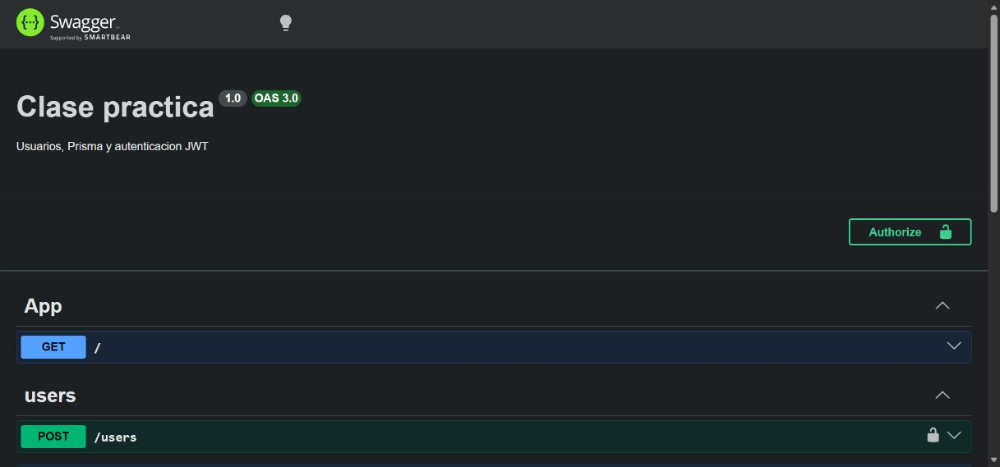 Swagger
Supported by SMARTBEAR
Clase practica 1.0 OAS 3.0
Usuarios, Prisma y autenticacion JWT
Authorize
App
GET /
users
POST /users